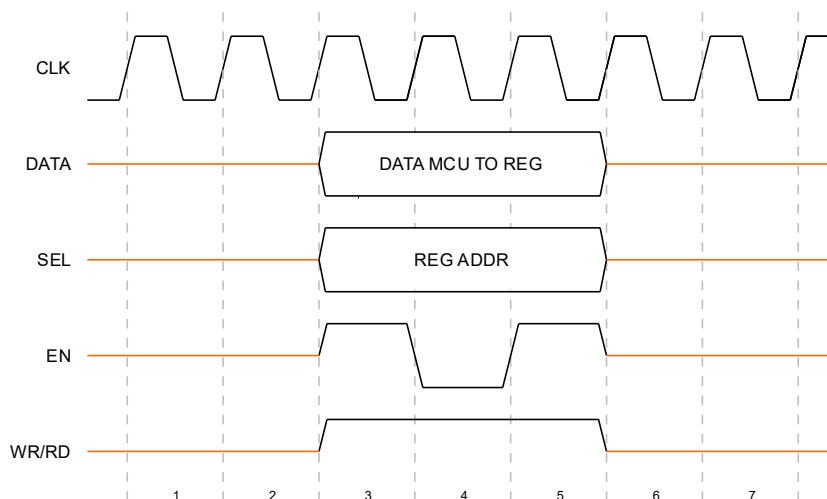 CLK
DATA
DATA MCU TO REG
SEL
REG ADDR
EN
WR/RD
1 2 3 4 5 6 7